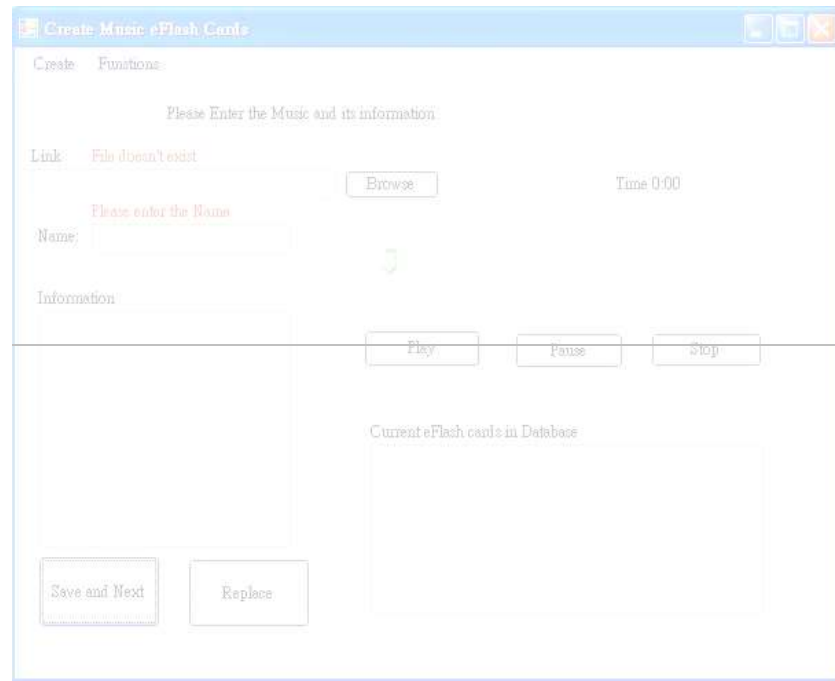 Create Music eFlash Cards
Create Functions
Please Enter the Music and its information
Link File doesn't exist
Browse Time 0:00
Please enter the Name
Name:
Information
Play Pause Stop
Current eFlash cards in Database
Save and Next Replace